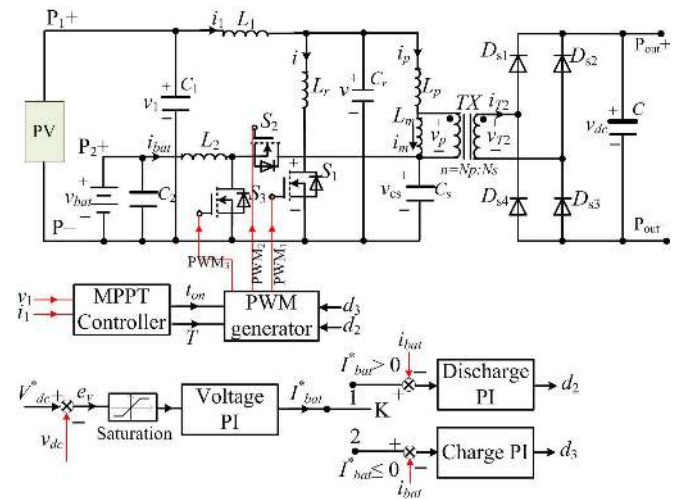 P1+
i1
L1
Pout+
i
ip
Ds1
Ds2
C1
Lr
Cr
Lp
v1
v
TX
iT2
C
PV
S2
Lm
vdc
P2+
ibat
L2
im
vp
vT2
S1
n=Np:Ns
vbat
C2
S3
vcs
Cs
Ds4
Ds3
P−
Pout
PWM3
PWM2
PWM1
v1
i1
MPPT
Controller
ton
T
PWM
generator
d3
d2
V*dc
ev
vdc
Saturation
Voltage
PI
I*bat
K
1
I*bat> 0
ibat
Discharge
PI
d2
2
I*bat≤ 0
ibat
Charge PI
d3